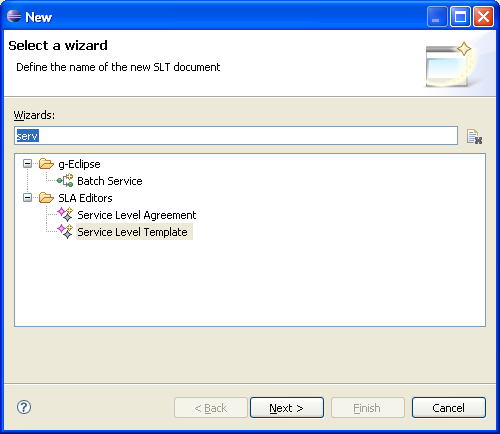 New
Select a wizard
Define the name of the new SLT document
Wizards:
serv
g-Eclipse
Batch Service
SLA Editors
Service Level Agreement
Service Level Template
?
< Back
Next >
Finish
Cancel